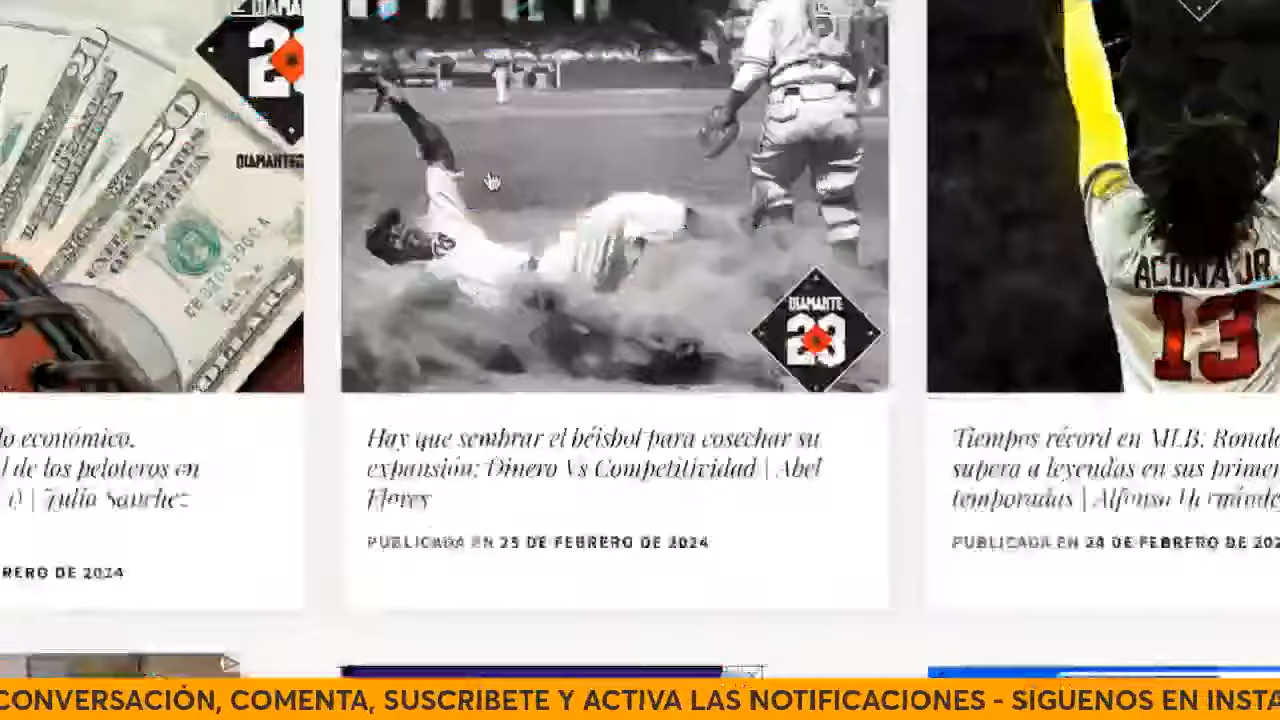 DIAMANTE
23
lo económico.
l de los peloteros en
| Julio Sánchez
RERO DE 2024
DIAMANTE
23
Hay que sembrar el béisbol para cosechar su
expansión: Dinero Vs Competitividad | Abel
Flores
PUBLICADA EN 25 DE FEBRERO DE 2024
ACUÑA JR.
13
Tiempos récord en MLB: Ronald
supera a leyendas en sus primer
temporadas | Alfonso
PUBLICADA EN 24 DE FEBRERO DE 202
CONVERSACIÓN, COMENTA, SUSCRIBETE Y ACTIVA LAS NOTIFICACIONES - SIGUENOS EN INSTA